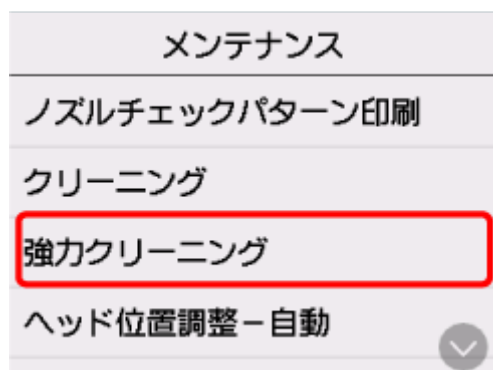 メンテナンス
ノズルチェックパターン印刷
クリーニング
強力クリーニング
ヘッド位置調整－自動